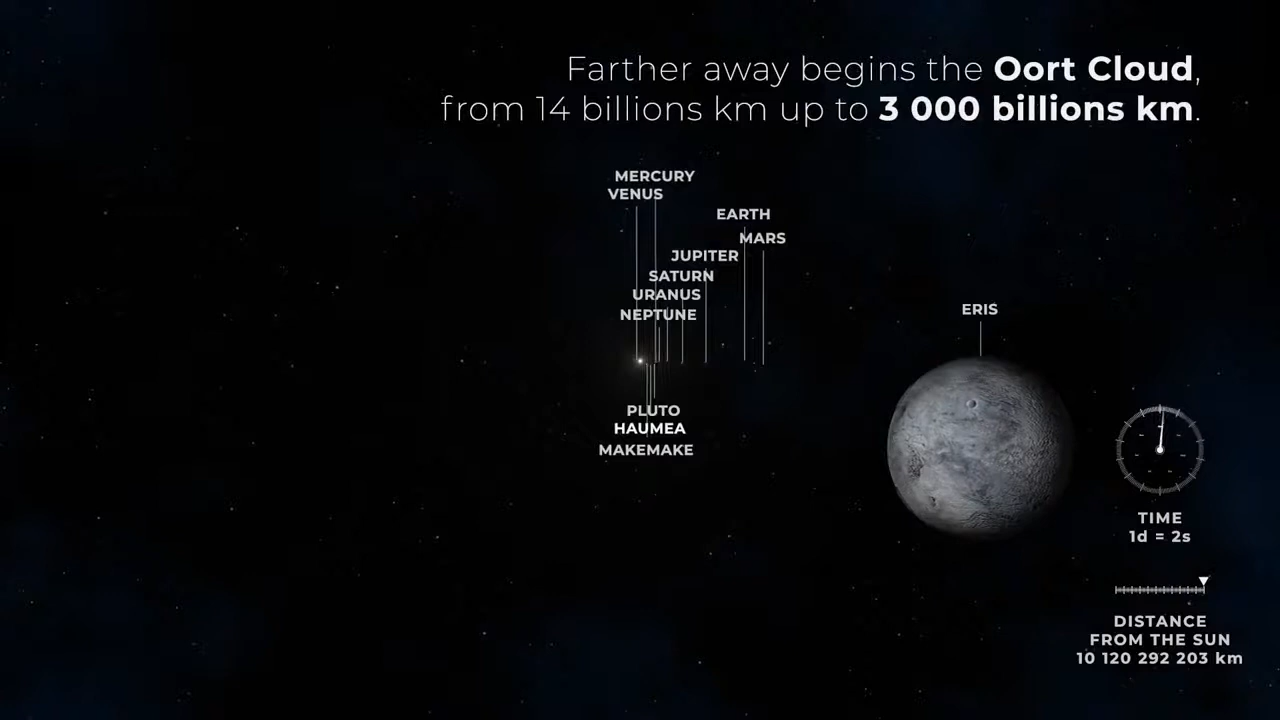 Farther away begins the Oort Cloud,
from 14 billions km up to 3 000 billions km.
MERCURY
VENUS
EARTH
MARS
JUPITER
SATURN
URANUS
NEPTUNE
ERIS
PLUTO
HAUMEA
MAKEMAKE
TIME
1d = 2s
DISTANCE
FROM THE SUN
10 120 292 203 km